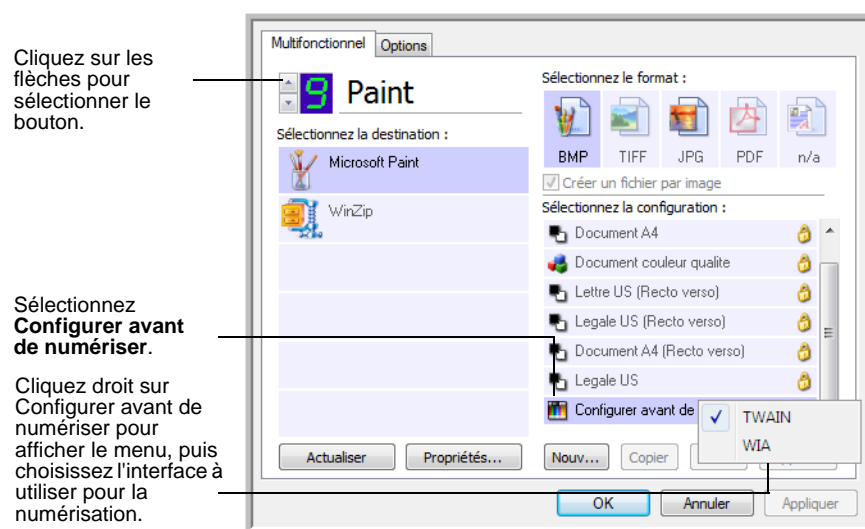 Cliquez sur les
flèches pour
sélectionner le
bouton.
Sélectionnez
Configurer avant
de numériser.
Cliquez droit sur
Configurer avant de
numériser pour
afficher le menu, puis
choisissez l'interface à
utiliser pour la
numérisation.
Multifonctionnel Options
9 Paint
Sélectionnez la destination :
Microsoft Paint
WinZip
Actualiser Propriétés...
Sélectionnez le format :
BMP TIFF JPG PDF n/a
Créer un fichier par image
Sélectionnez la configuration :
Document A4
Document couleur qualite
Lettre US (Recto verso)
Legale US (Recto verso)
Document A4 (Recto verso)
Legale US
Configurer avant de
TWAIN
WIA
Nouv... Copier
OK Annuler Appliquer